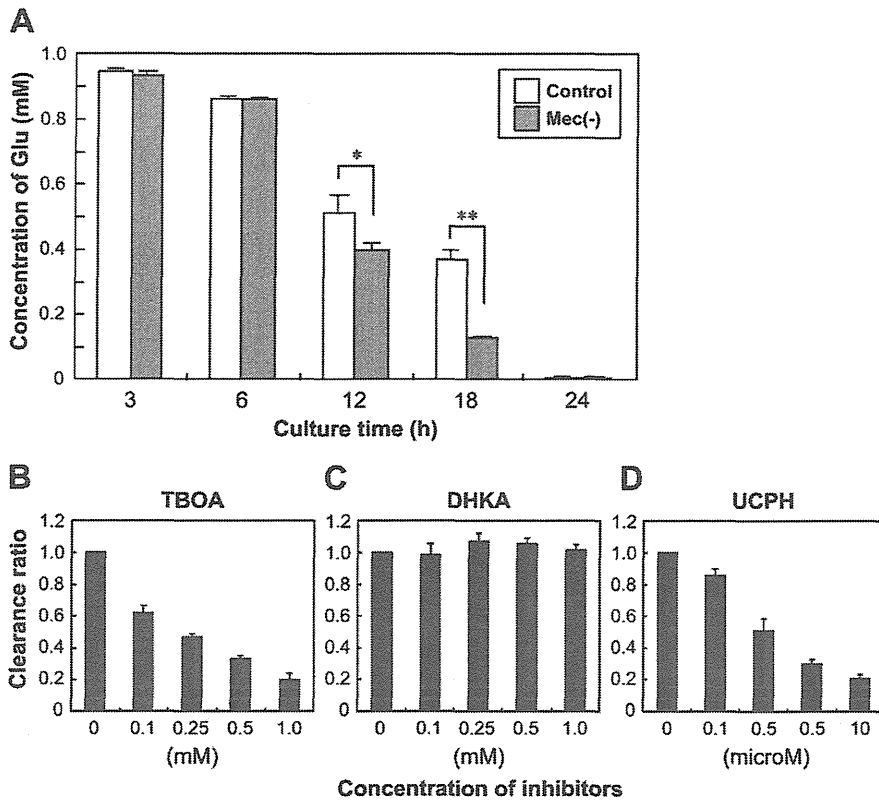 A
Concentration of Glu (mM)
1.0
0.8
0.6
0.4
0.2
0
Control
Mec(-)
*
**
3 6 12 18 24
Culture time (h)
B
TBOA
C
DHKA
D
UCPH
Clearance ratio
1.2
1.0
0.8
0.6
0.4
0.2
0
0 0.1 0.25 0.5 1.0
(mM)
1.2
1.0
0.8
0.6
0.4
0.2
0
0 0.1 0.25 0.5 1.0
(mM)
1.2
1.0
0.8
0.6
0.4
0.2
0
0 0.1 0.5 0.5 10
(microM)
Concentration of inhibitors